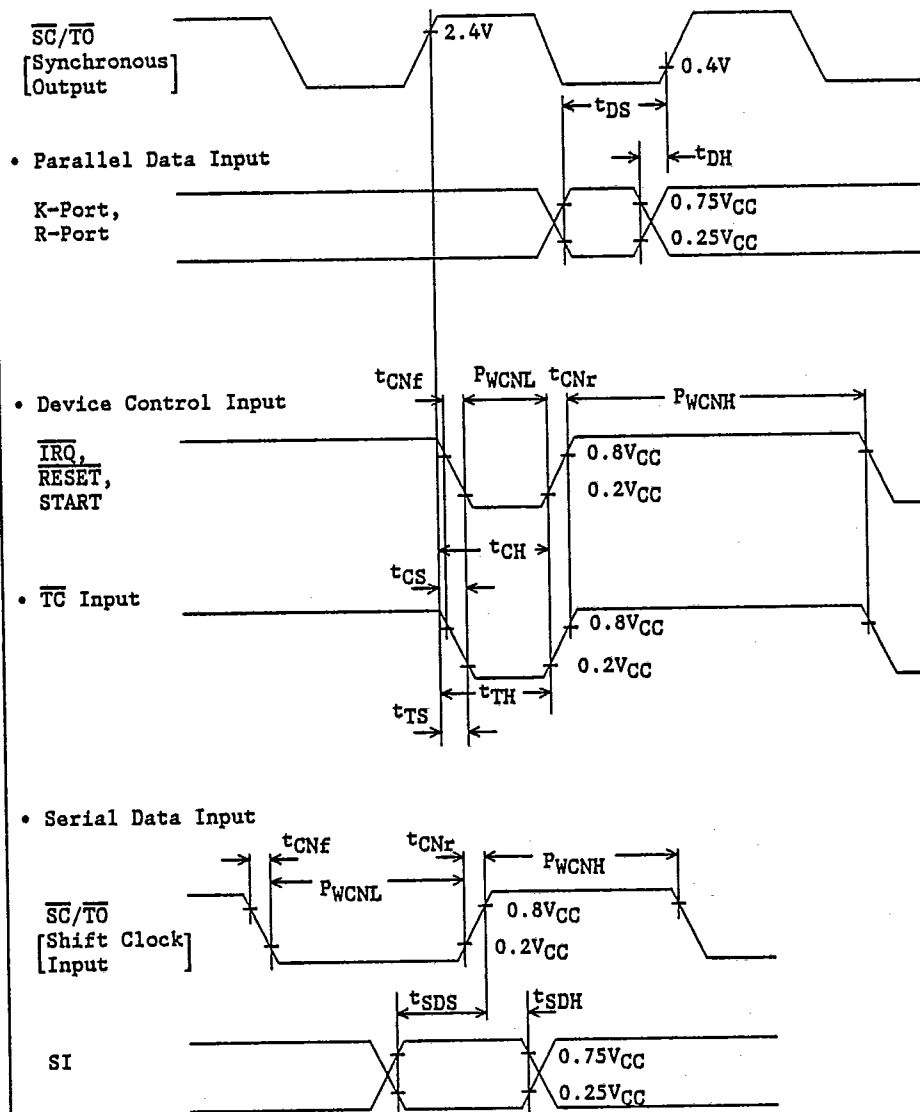 SC/TO
2.4V
[Synchronous
Output]
0.4V
tDS
• Parallel Data Input
tDH
K-Port,
R-Port
0.75VCC
0.25VCC
tCNf
PWCNL
tCNr
PWCNH
• Device Control Input
IRQ,
RESET,
START
0.8VCC
0.2VCC
tCH
tCS
• TC Input
0.8VCC
0.2VCC
tTH
tTS
• Serial Data Input
tCNf
tCNr
PWCNL
PWCNH
SC/TO
[Shift Clock
Input]
0.8VCC
0.2VCC
tSDS
tSDH
SI
0.75VCC
0.25VCC